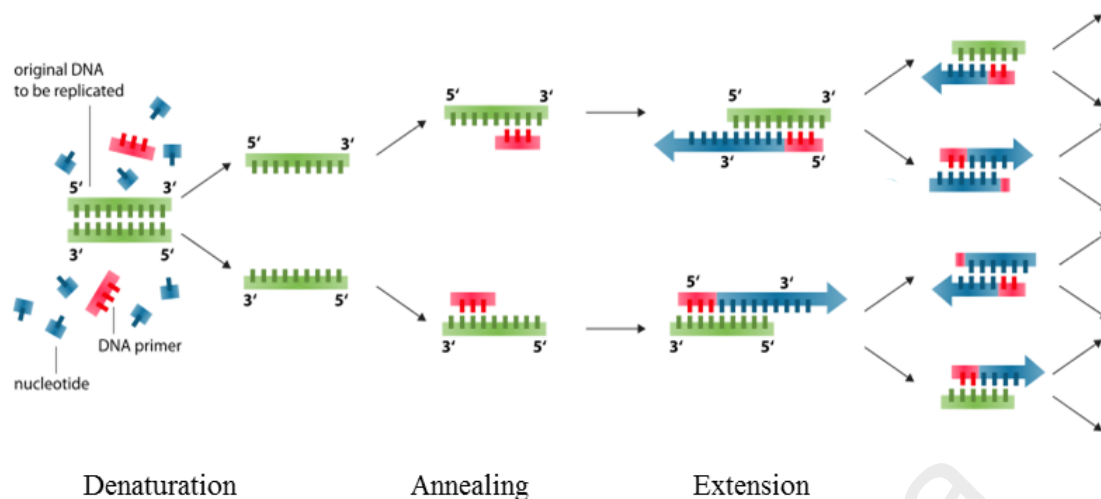 original DNA
to be replicated
5‘ 3‘
3‘ 5‘
DNA primer
nucleotide
5‘ 3‘
3‘ 5‘
5‘ 3‘
3‘ 5‘
5‘ 3‘
3‘ 5‘
5‘ 3‘
3‘ 5‘
Denaturation Annealing Extension